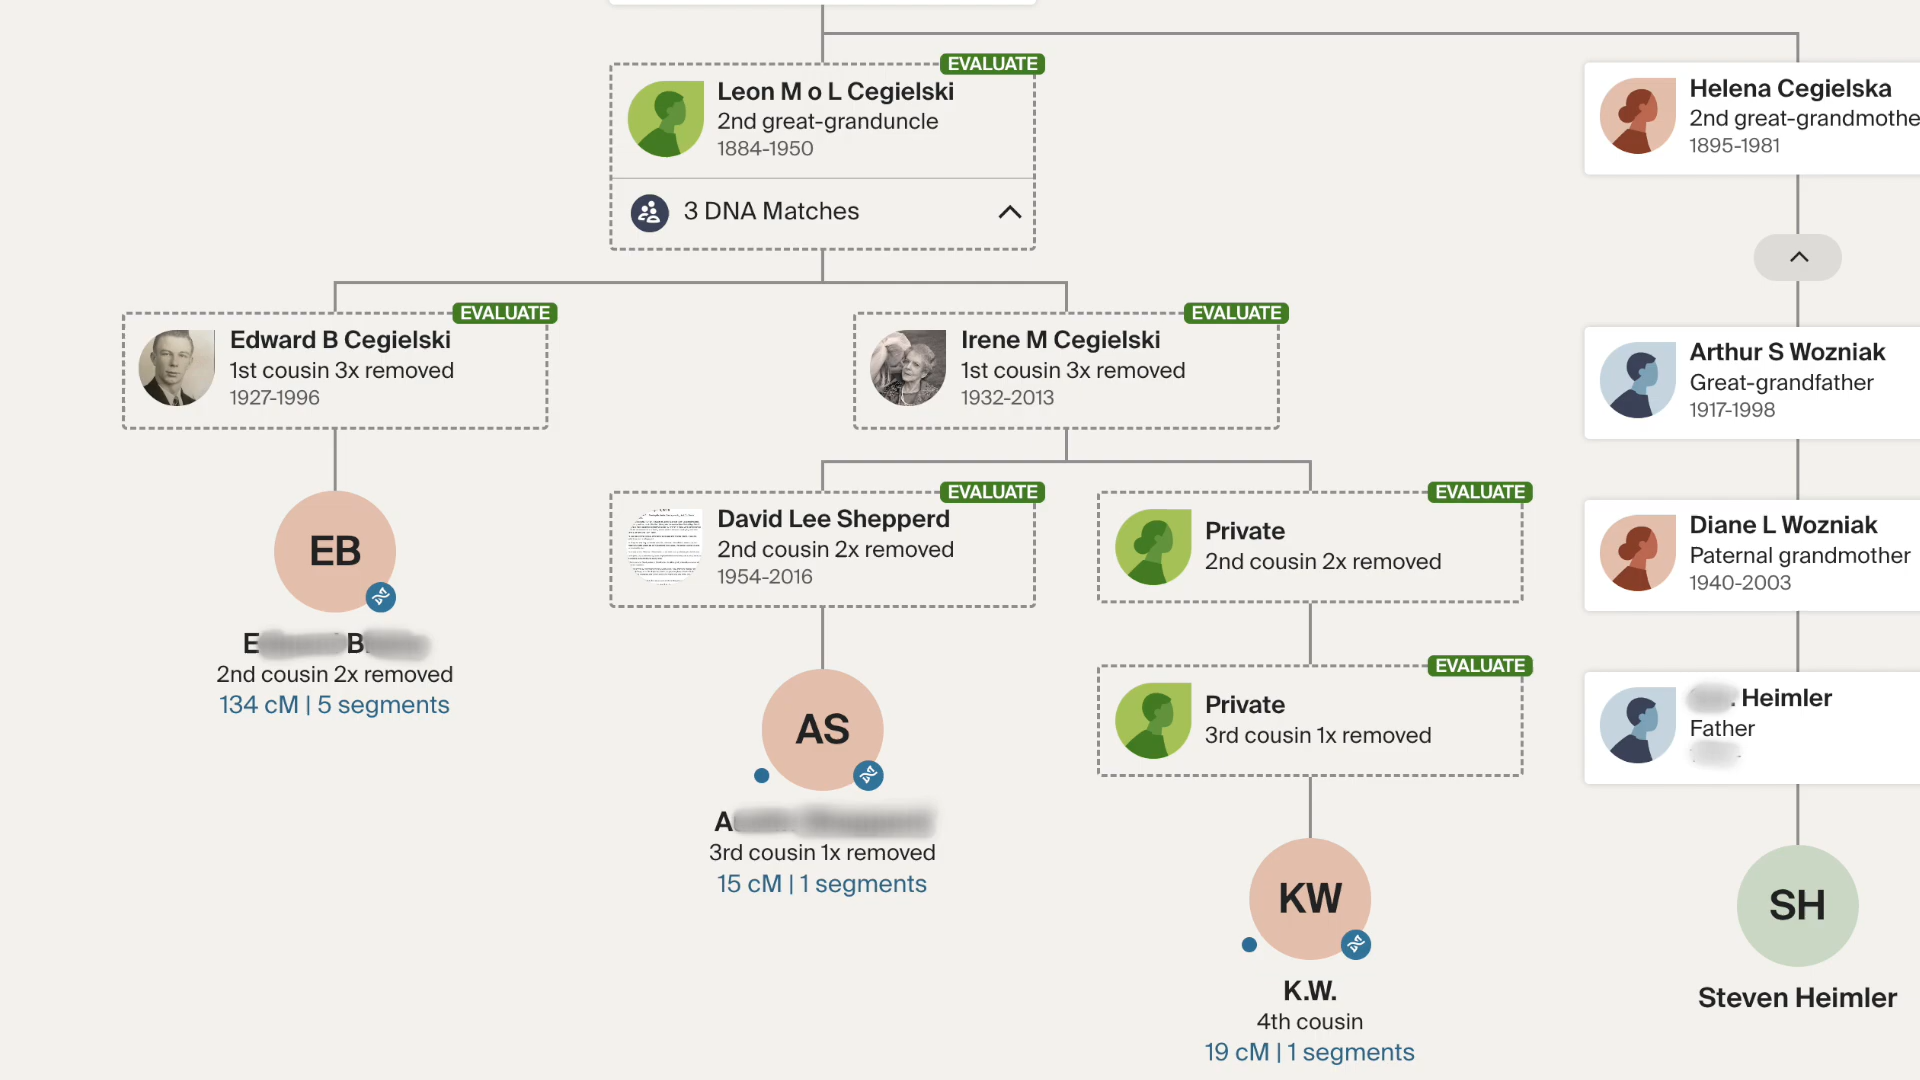 EVALUATE
Leon M o L Cegielski
2nd great-granduncle
1884-1950
3 DNA Matches
Helena Cegielska
2nd great-grandmothe
1895-1981
EVALUATE
Edward B Cegielski
1st cousin 3x removed
1927-1996
EVALUATE
Irene M Cegielski
1st cousin 3x removed
1932-2013
Arthur S Wozniak
Great-grandfather
1917-1998
EVALUATE
David Lee Shepperd
2nd cousin 2x removed
1954-2016
EVALUATE
Private
2nd cousin 2x removed
Diane L Wozniak
Paternal grandmother
1940-2003
EB
E B
2nd cousin 2x removed
134 cM | 5 segments
EVALUATE
Private
3rd cousin 1x removed
. Heimler
Father
AS
A
3rd cousin 1x removed
15 cM | 1 segments
KW
K.W.
4th cousin
19 cM | 1 segments
SH
Steven Heimler